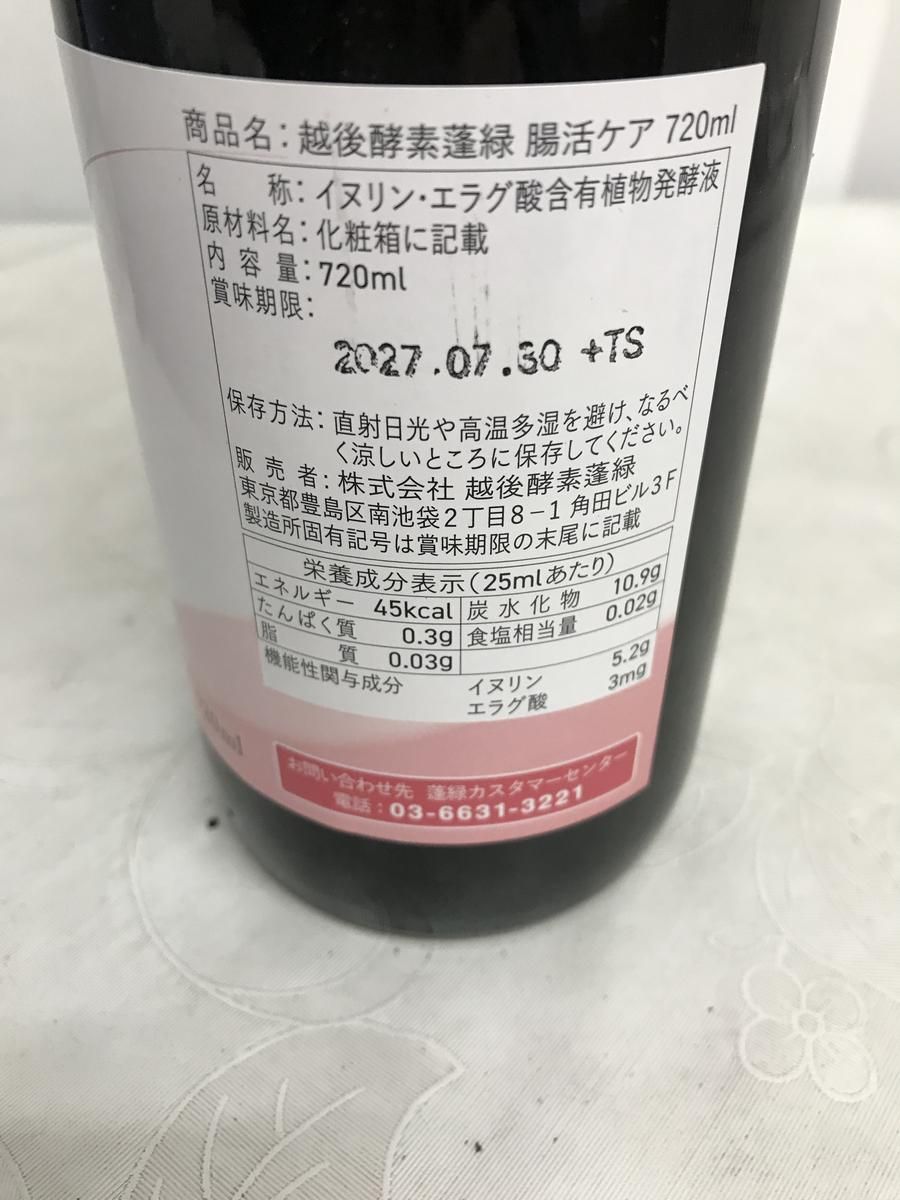 商品名：越後酵素蓬緑 腸活ケア 720ml
名　　称：イヌリン・エラグ酸含有植物発酵液
原材料名：化粧箱に記載
内 容 量：720ml
賞味期限：
2027.07.30 +TS
保存方法：直射日光や高温多湿を避け、なるべ
く涼しいところに保存してください。
販 売 者：株式会社 越後酵素蓬緑
東京都豊島区南池袋2丁目8-1 角田ビル3F
製造所固有記号は賞味期限の末尾に記載
栄養成分表示（25mlあたり）
エネルギー 45kcal 炭水化物 10.9g
たんぱく質 0.3g 食塩相当量 0.02g
脂　　質 0.03g
機能性関与成分 イヌリン 5.2g
エラグ酸 3mg
お問い合わせ先 蓬緑カスタマーセンター
電話：03-6631-3221